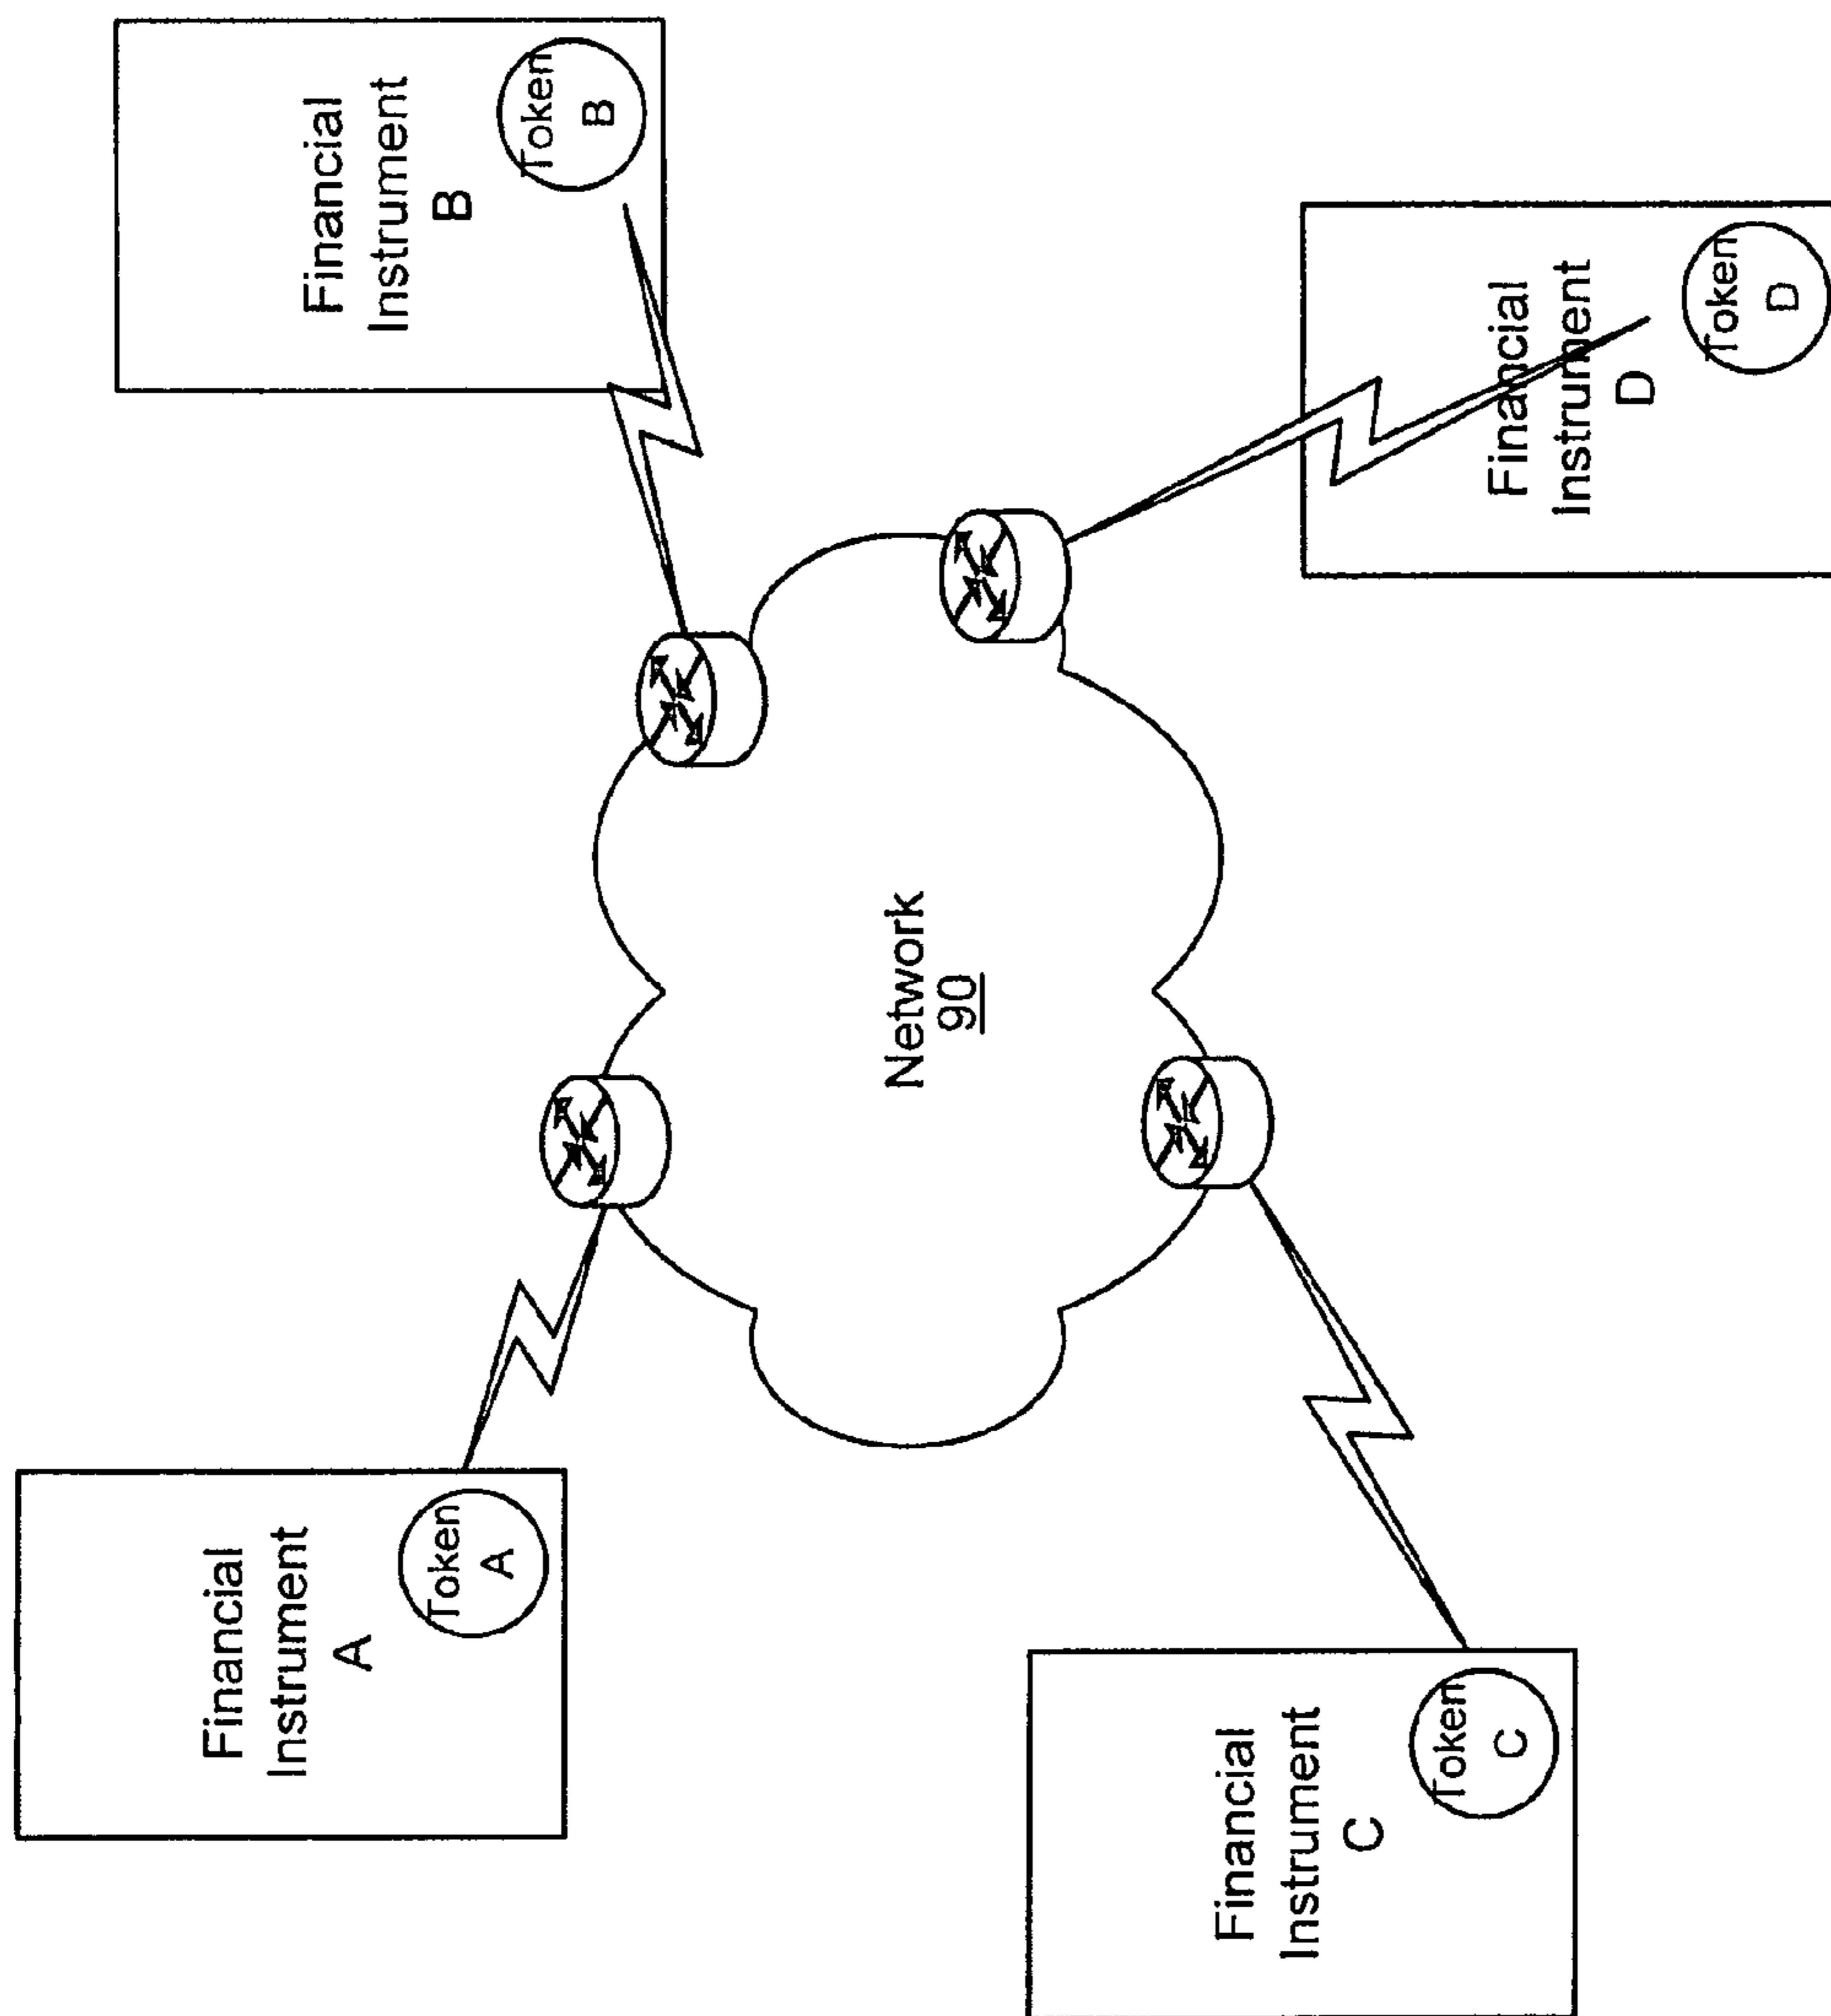 Financial
Instrument
A
Token
A
Financial
Instrument
B
Token
B
Network
90
Financial
Instrument
C
Token
C
Financial
Instrument
D
Token
D